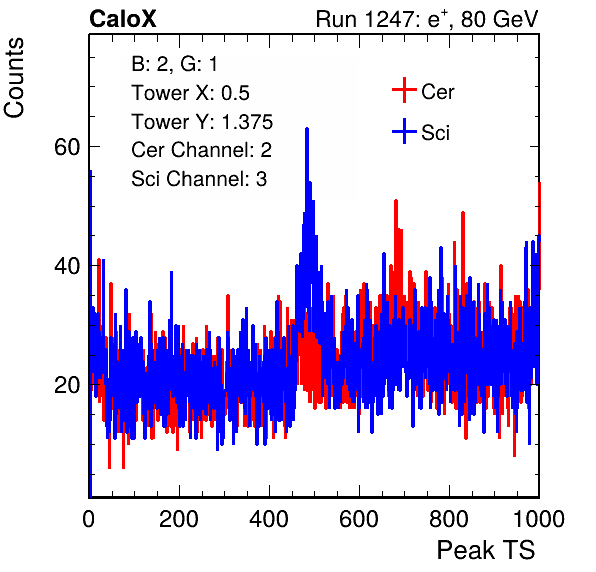 CaloX Run 1247: e⁺, 80 GeV
Counts
B: 2, G: 1
Tower X: 0.5
Tower Y: 1.375
Cer Channel: 2
Sci Channel: 3
Cer
Sci
60
40
20
0 200 400 600 800 1000
Peak TS